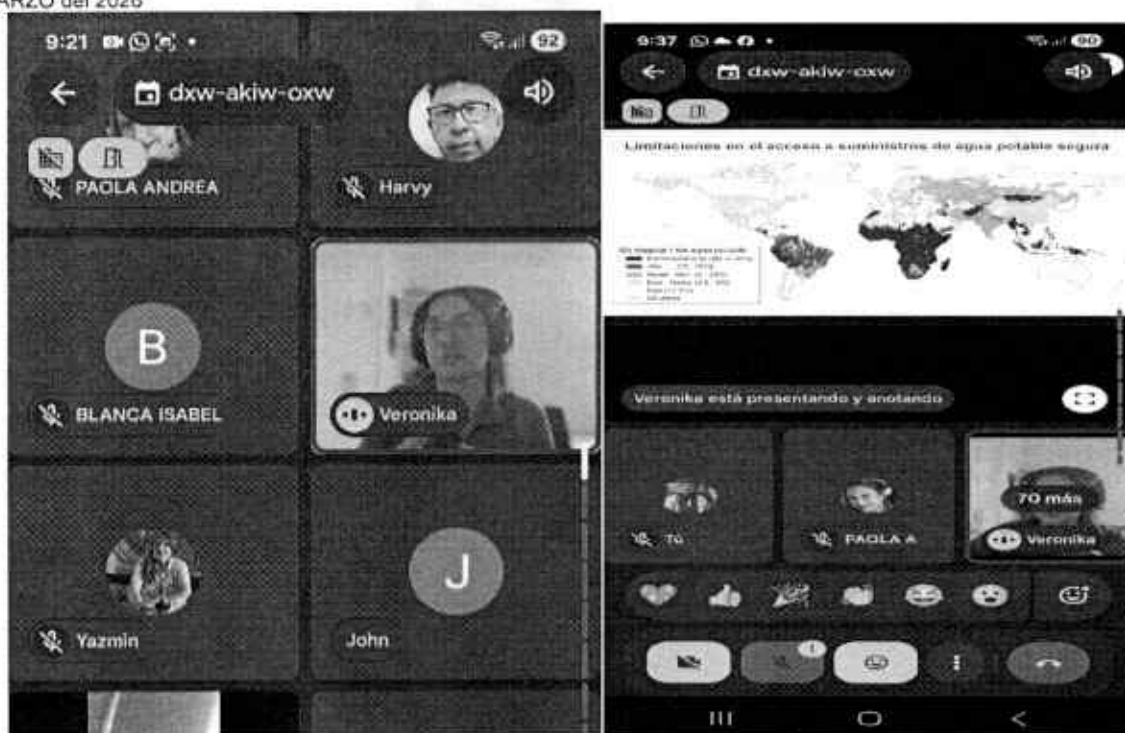 MARZO del 2026
9:21
92
dxw-akiw-oxw
PAOLA ANDREA
Harvy
B
BLANCA ISABEL
Veronika
Yazmin
J
John
9:37
90
dxw-akiw-oxw
Limitaciones en el acceso a suministros de agua potable segura
Veronika está presentando y anotando
70 más
Tú
PAOLA A
Veronika